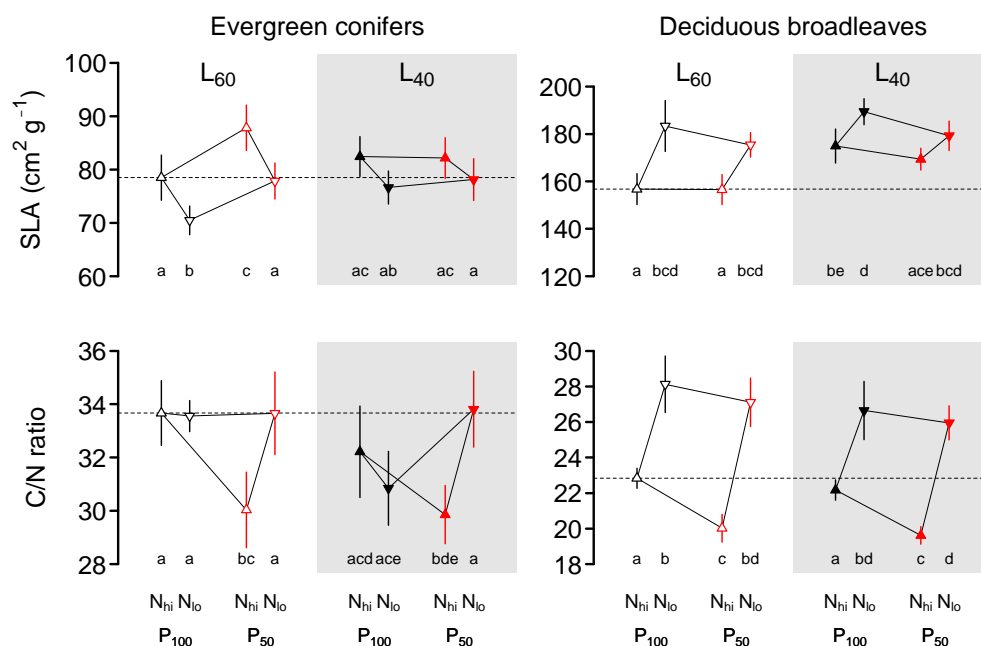 Evergreen conifers
Deciduous broadleaves
L60
L40
L60
L40
SLA (cm² g⁻¹)
100
90
80
70
60
200
180
160
140
120
a b c a
ac ab ac a
a bcd a bcd
be d ace bcd
C/N ratio
36
34
32
30
28
30
28
26
24
22
20
18
a a bc a
acd ace bde a
a b c bd
a bd c d
Nhi Nlo Nhi Nlo Nhi Nlo Nhi Nlo Nhi Nlo Nhi Nlo Nhi Nlo Nhi Nlo
P100 P50 P100 P50 P100 P50 P100 P50